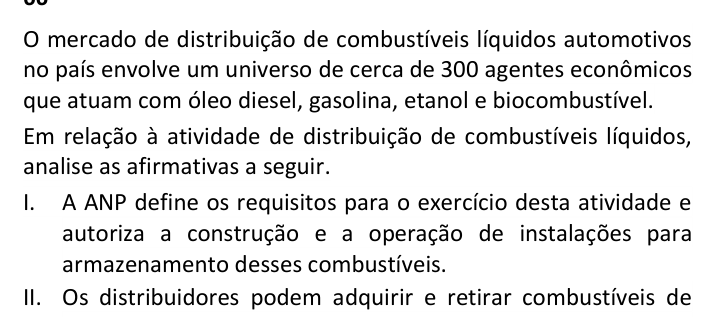 O mercado de distribuição de combustíveis líquidos automotivos
no país envolve um universo de cerca de 300 agentes econômicos
que atuam com óleo diesel, gasolina, etanol e biocombustível.
Em relação à atividade de distribuição de combustíveis líquidos,
analise as afirmativas a seguir.
I. A ANP define os requisitos para o exercício desta atividade e
autoriza a construção e a operação de instalações para
armazenamento desses combustíveis.
II. Os distribuidores podem adquirir e retirar combustíveis de